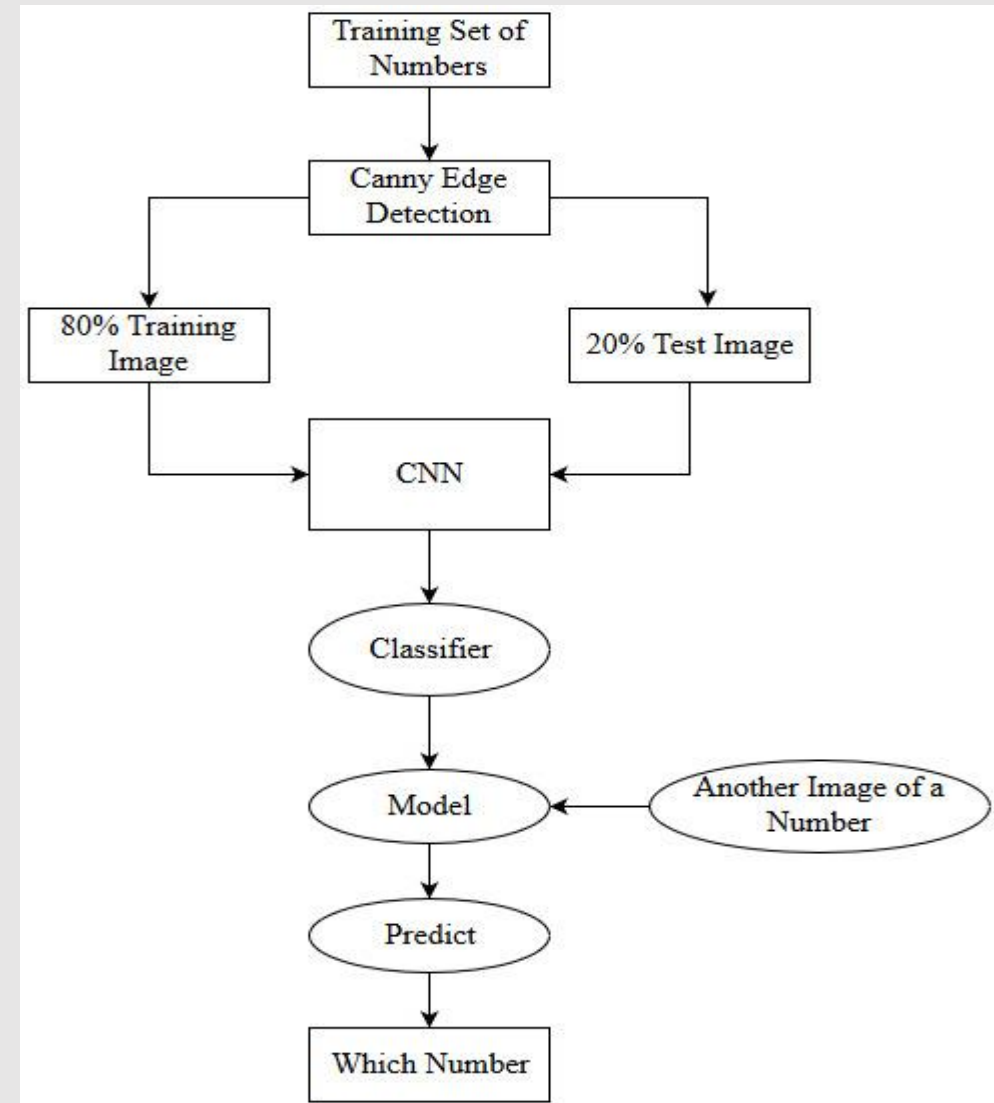 Training Set of
Numbers
Canny Edge
Detection
80% Training
Image
20% Test Image
CNN
Classifier
Model
Another Image of a
Number
Predict
Which Number